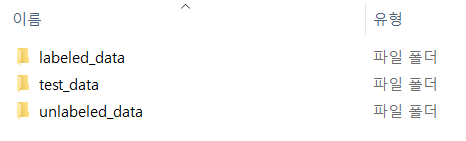 이름 유형
labeled_data 파일 폴더
test_data 파일 폴더
unlabeled_data 파일 폴더